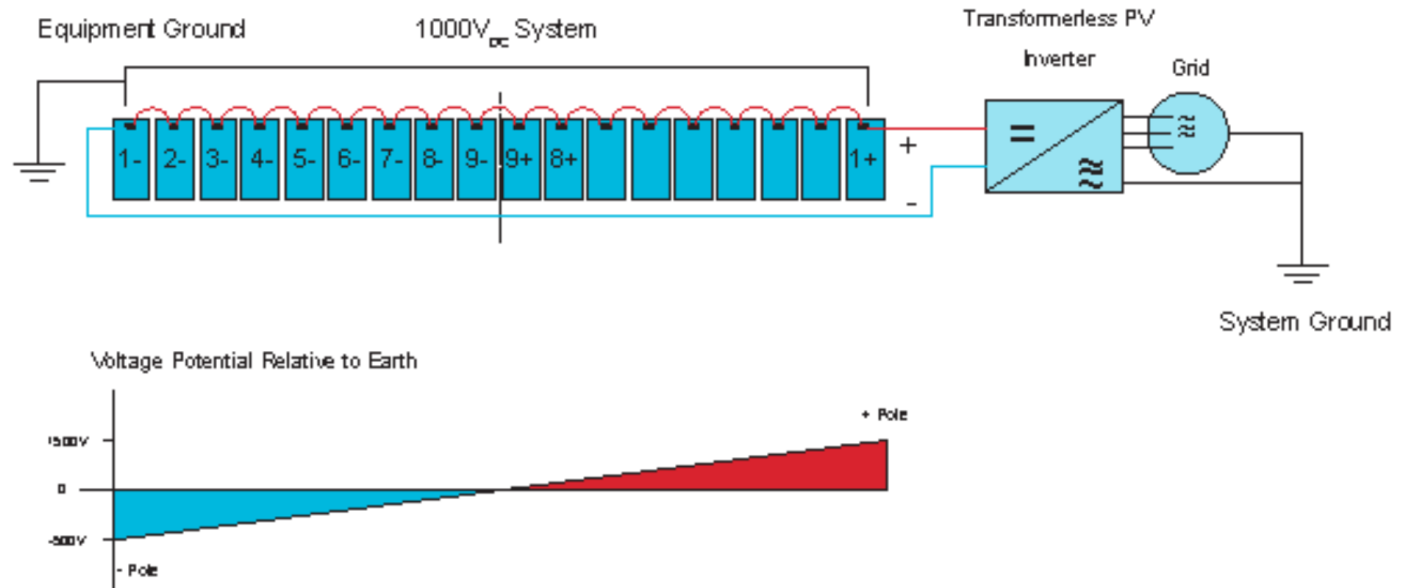 Equipment Ground
1000V DC System
Transformerless PV
Inverter
Grid
1- 2- 3- 4- 5- 6- 7- 8- 9- 9+ 8+ 1+
+
-
System Ground
Voltage Potential Relative to Earth
+ Pole
0
-500V
- Pole